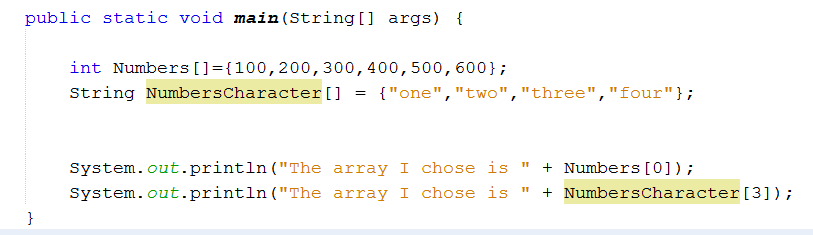 public static void main(String[] args) {
int Numbers[]={100,200,300,400,500,600};
String NumbersCharacter[] = {"one","two","three","four"};
System.out.println("The array I chose is " + Numbers[0]);
System.out.println("The array I chose is " + NumbersCharacter[3]);
}